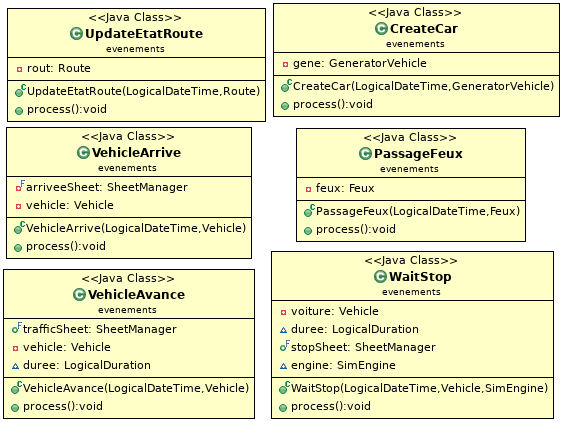 <<Java Class>>
UpdateEtatRoute
evenements
rout: Route
UpdateEtatRoute(LogicalDateTime,Route)
process():void
<<Java Class>>
CreateCar
evenements
gene: GeneratorVehicle
CreateCar(LogicalDateTime,GeneratorVehicle)
process():void
<<Java Class>>
VehicleArrive
evenements
arriveeSheet: SheetManager
vehicle: Vehicle
VehicleArrive(LogicalDateTime,Vehicle)
process():void
<<Java Class>>
PassageFeux
evenements
feux: Feux
PassageFeux(LogicalDateTime,Feux)
process():void
<<Java Class>>
VehicleAvance
evenements
trafficSheet: SheetManager
vehicle: Vehicle
duree: LogicalDuration
VehicleAvance(LogicalDateTime,Vehicle)
process():void
<<Java Class>>
WaitStop
evenements
voiture: Vehicle
duree: LogicalDuration
stopSheet: SheetManager
engine: SimEngine
WaitStop(LogicalDateTime,Vehicle,SimEngine)
process():void